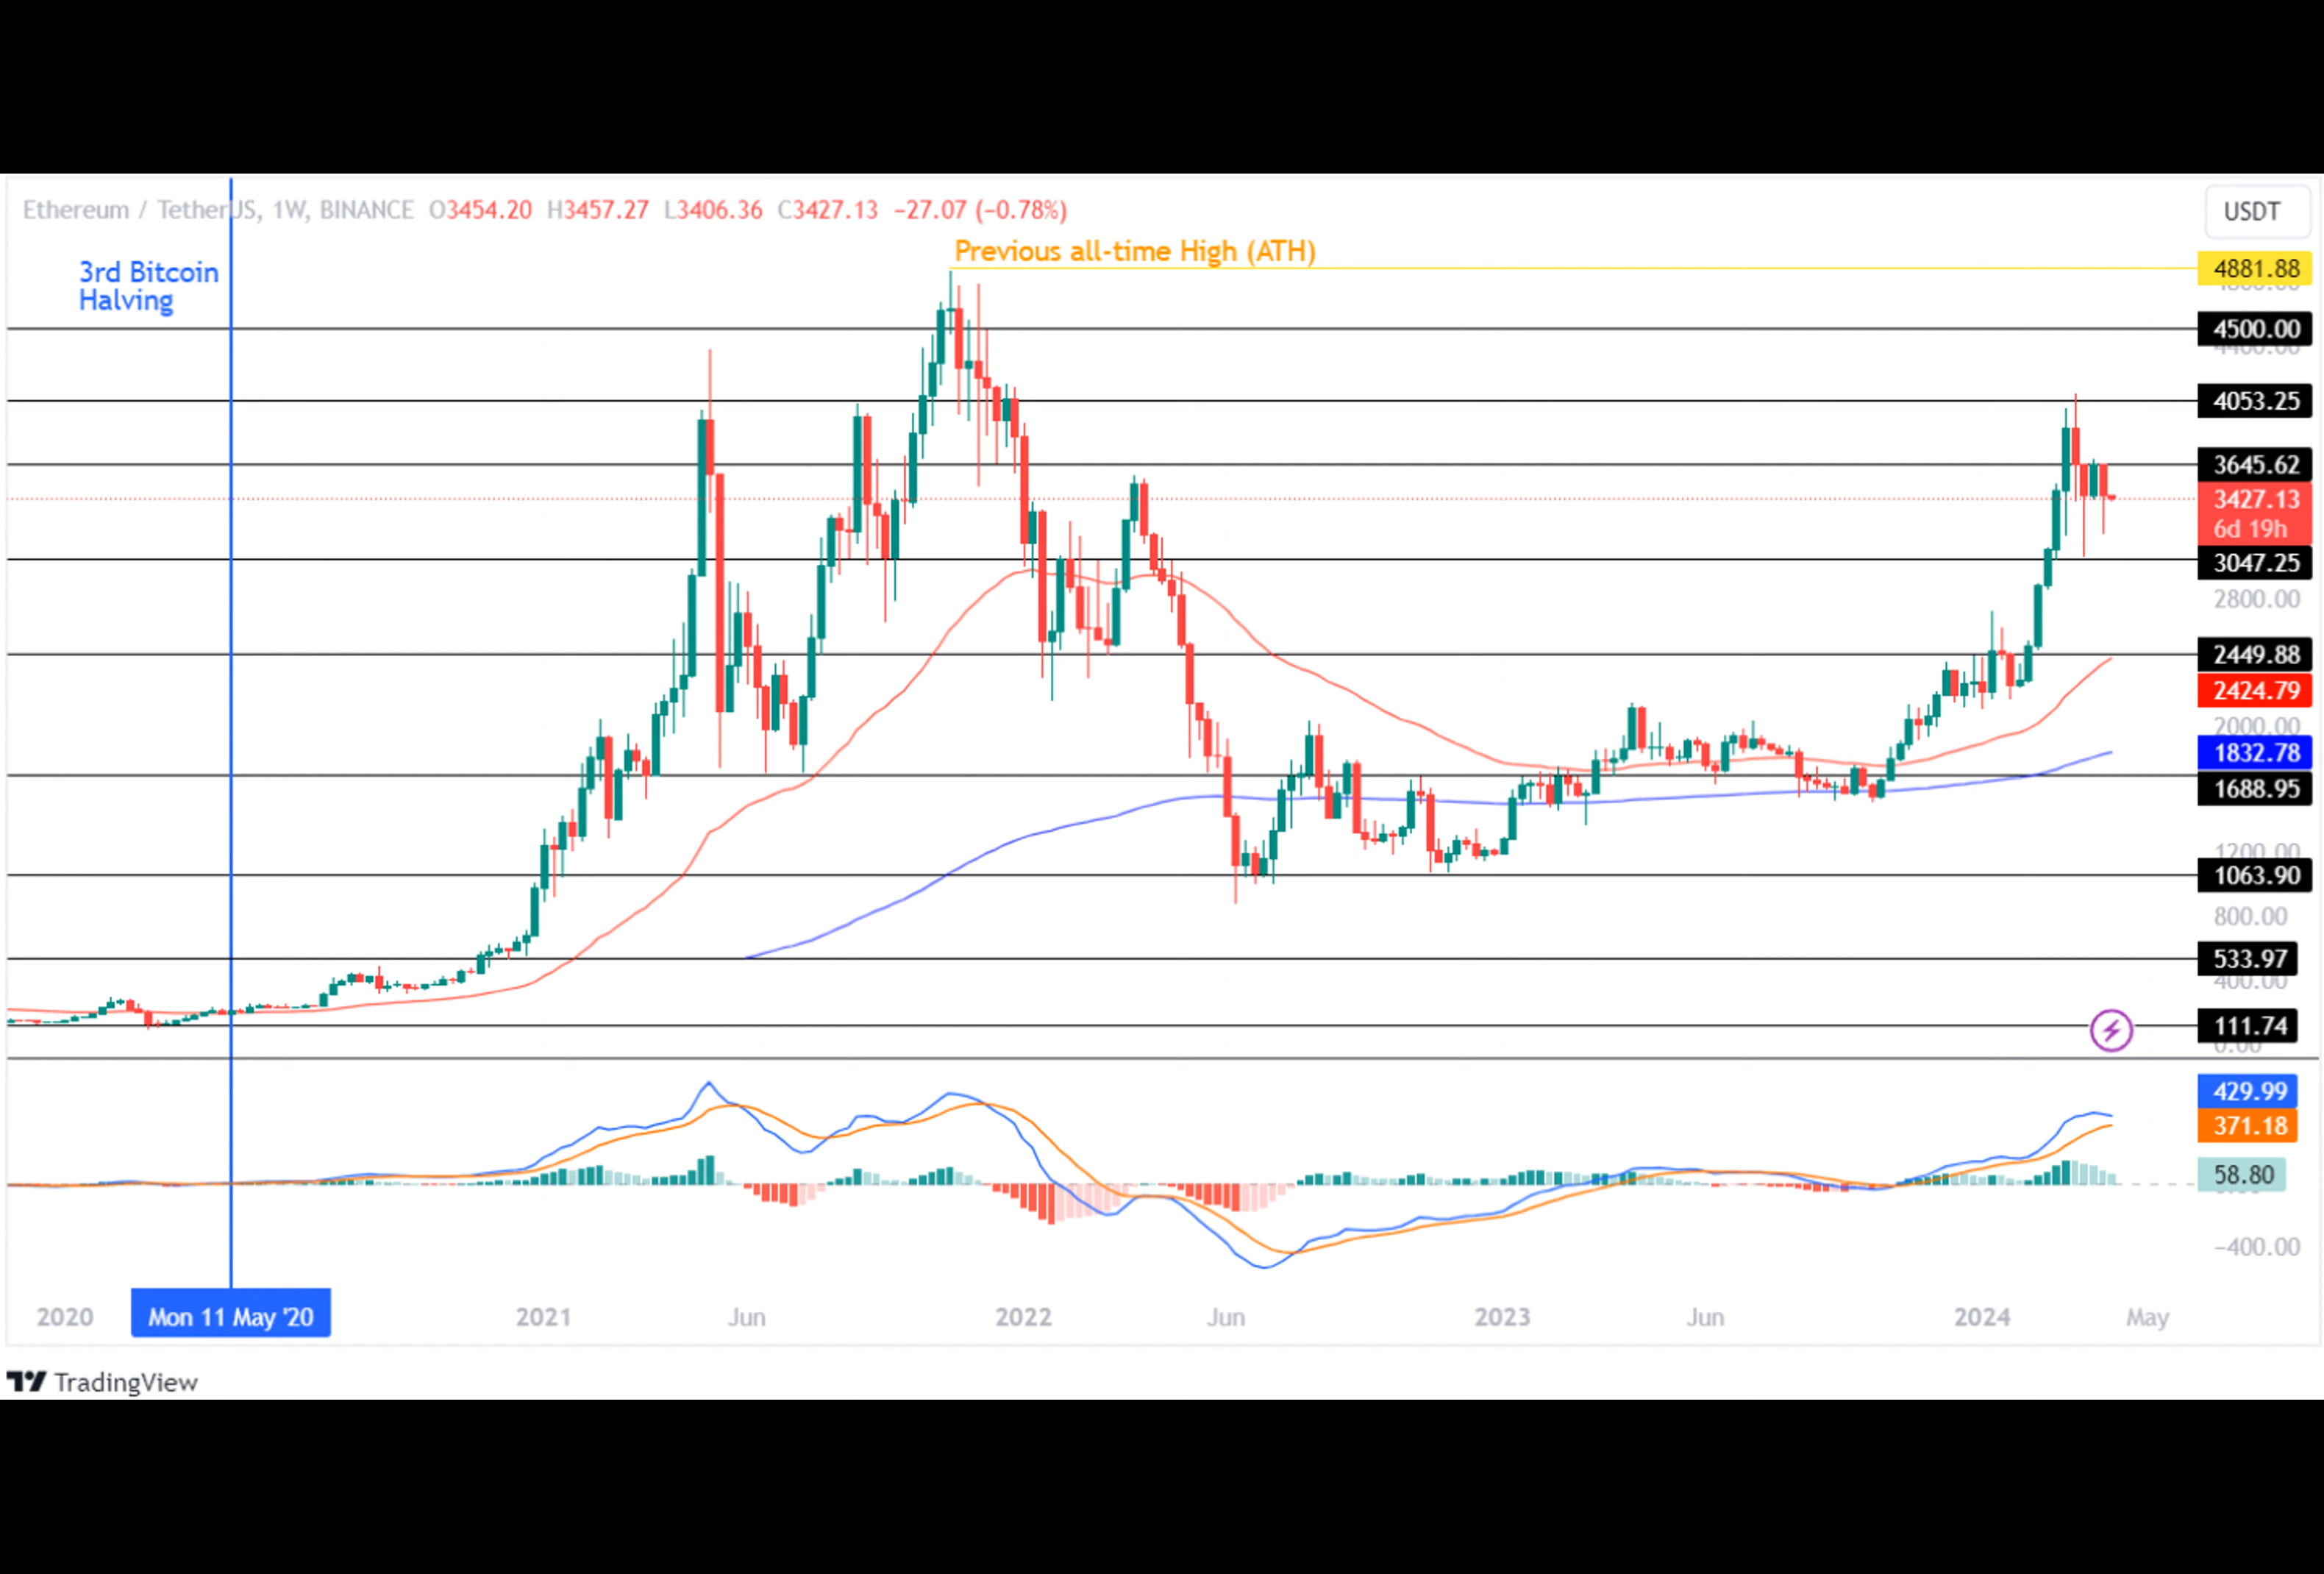 Ethereum / TetherUS, 1W, BINANCE O3454.20 H3457.27 L3406.36 C3427.13 −27.07 (−0.78%)
USDT
Previous all-time High (ATH)
3rd Bitcoin
Halving
4881.88
4500.00
4053.25
3645.62
3427.13
6d 19h
3047.25
2800.00
2449.88
2424.79
2000.00
1832.78
1688.95
1200.00
1063.90
800.00
533.97
400.00
111.74
0.00
429.99
371.18
58.80
−400.00
2020 Mon 11 May '20 2021 Jun 2022 Jun 2023 Jun 2024 May
TradingView